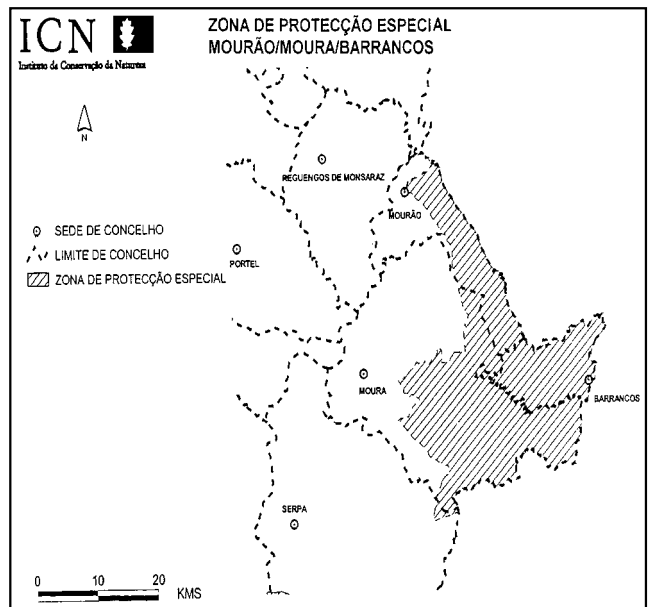 ICN
Instituto da Conservação da Natureza
ZONA DE PROTECÇÃO ESPECIAL
MOURÃO/MOURA/BARRANCOS
N
REGUENGOS DE MONSARAZ
MOURÃO
SEDE DE CONCELHO
LIMITE DE CONCELHO
ZONA DE PROTECÇÃO ESPECIAL
PORTEL
MOURA
BARRANCOS
SERPA
0 10 20
KMS